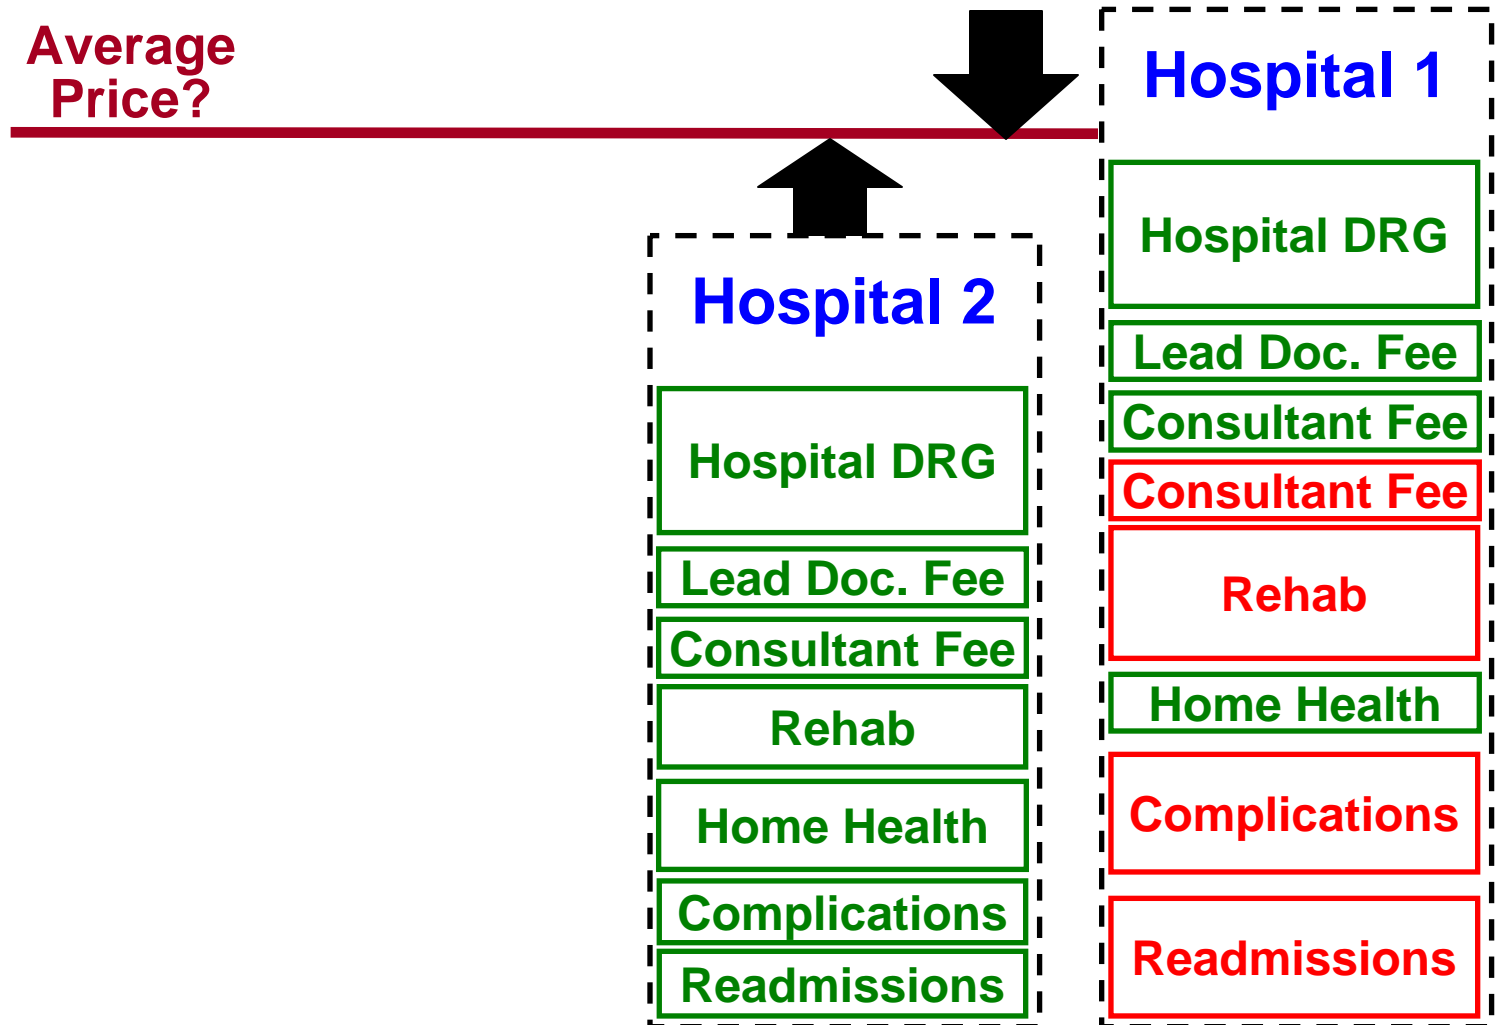 Average
Price?
Hospital 2
Hospital DRG
Lead Doc. Fee
Consultant Fee
Rehab
Home Health
Complications
Readmissions
Hospital 1
Hospital DRG
Lead Doc. Fee
Consultant Fee
Consultant Fee
Rehab
Home Health
Complications
Readmissions